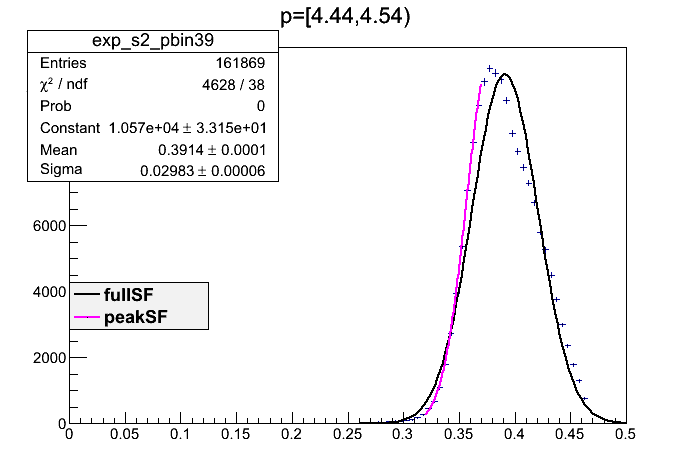 p=[4.44,4.54)
exp_s2_pbin39
Entries 161869
χ² / ndf 4628 / 38
Prob 0
Constant 1.057e+04 ± 3.315e+01
Mean 0.3914 ± 0.0001
Sigma 0.02983 ± 0.00006
6000
4000
fullSF
peakSF
2000
0
0 0.05 0.1 0.15 0.2 0.25 0.3 0.35 0.4 0.45 0.5